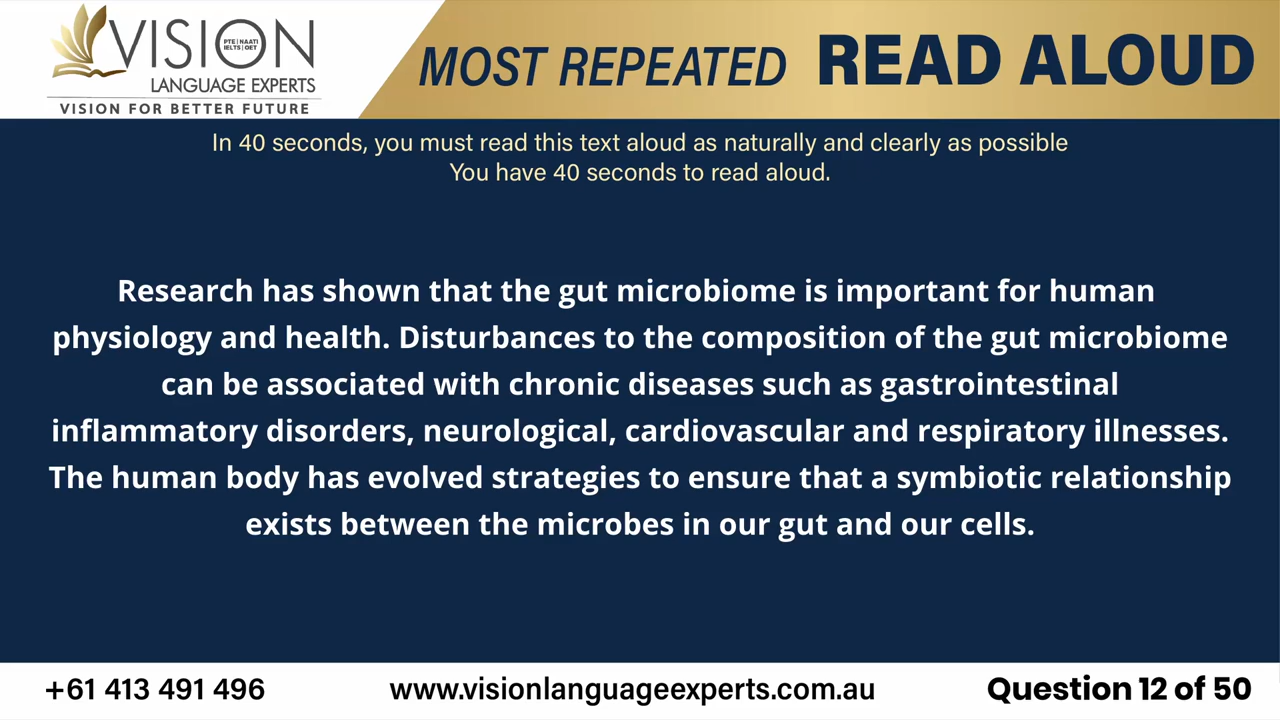 VISION
PTE | NAATI
IELTS | OET
LANGUAGE EXPERTS
VISION FOR BETTER FUTURE
MOST REPEATED READ ALOUD
In 40 seconds, you must read this text aloud as naturally and clearly as possible
You have 40 seconds to read aloud.
Research has shown that the gut microbiome is important for human
physiology and health. Disturbances to the composition of the gut microbiome
can be associated with chronic diseases such as gastrointestinal
inflammatory disorders, neurological, cardiovascular and respiratory illnesses.
The human body has evolved strategies to ensure that a symbiotic relationship
exists between the microbes in our gut and our cells.
+61 413 491 496
www.visionlanguageexperts.com.au
Question 12 of 50